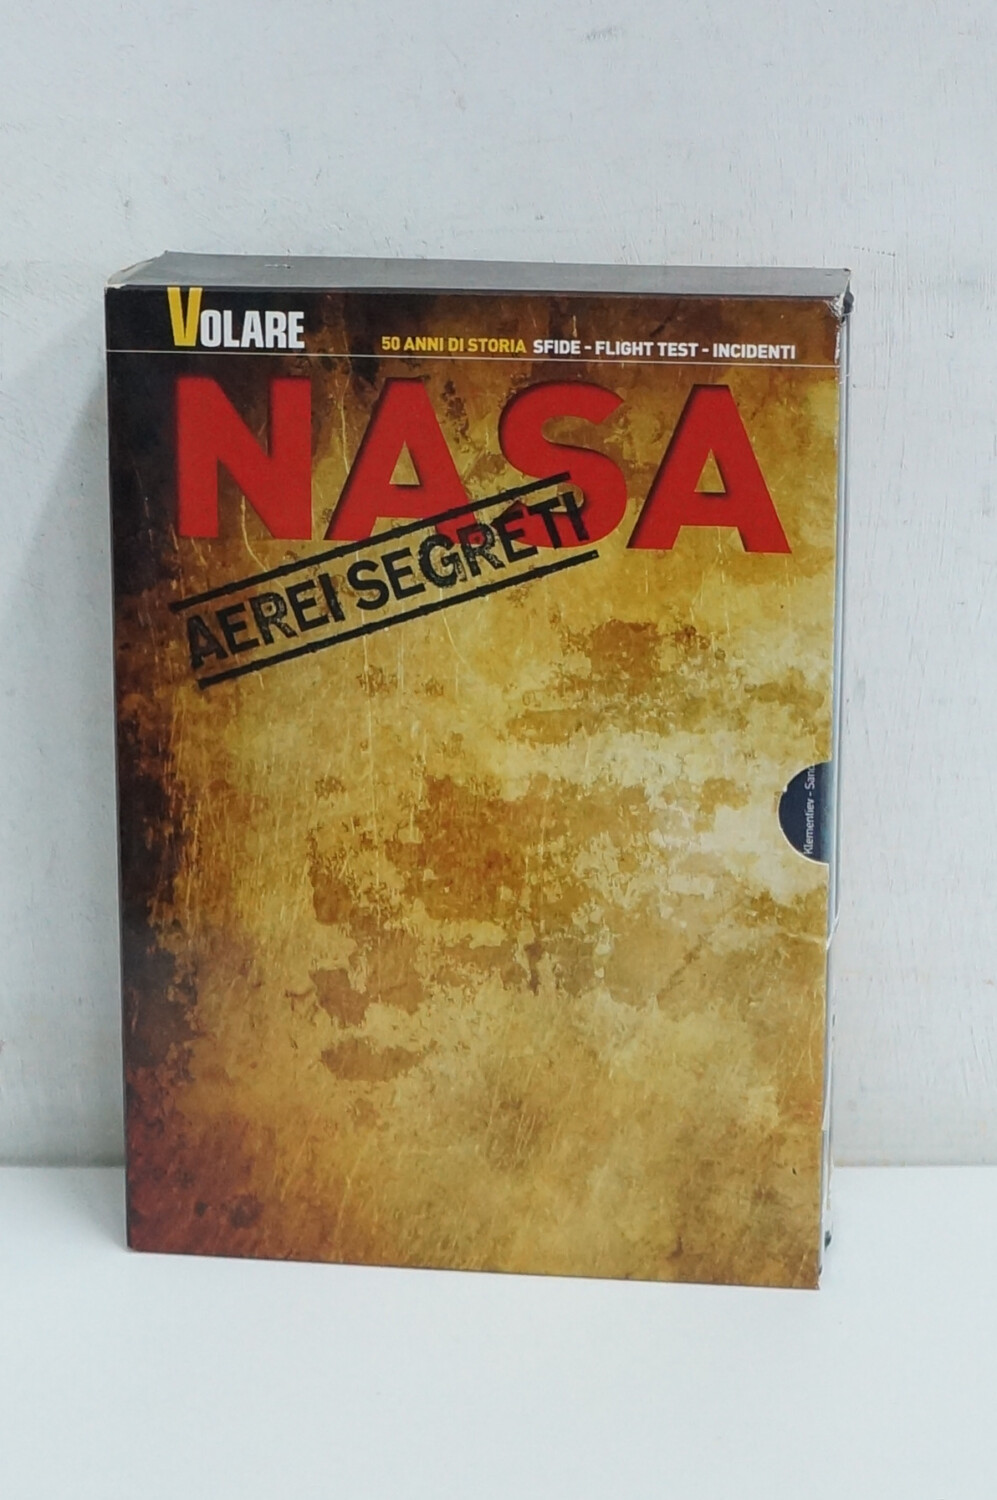 VOLARE
50 ANNI DI STORIA SFIDE - FLIGHT TEST - INCIDENTI
NASA
AEREI SEGRETI
Klementiev -